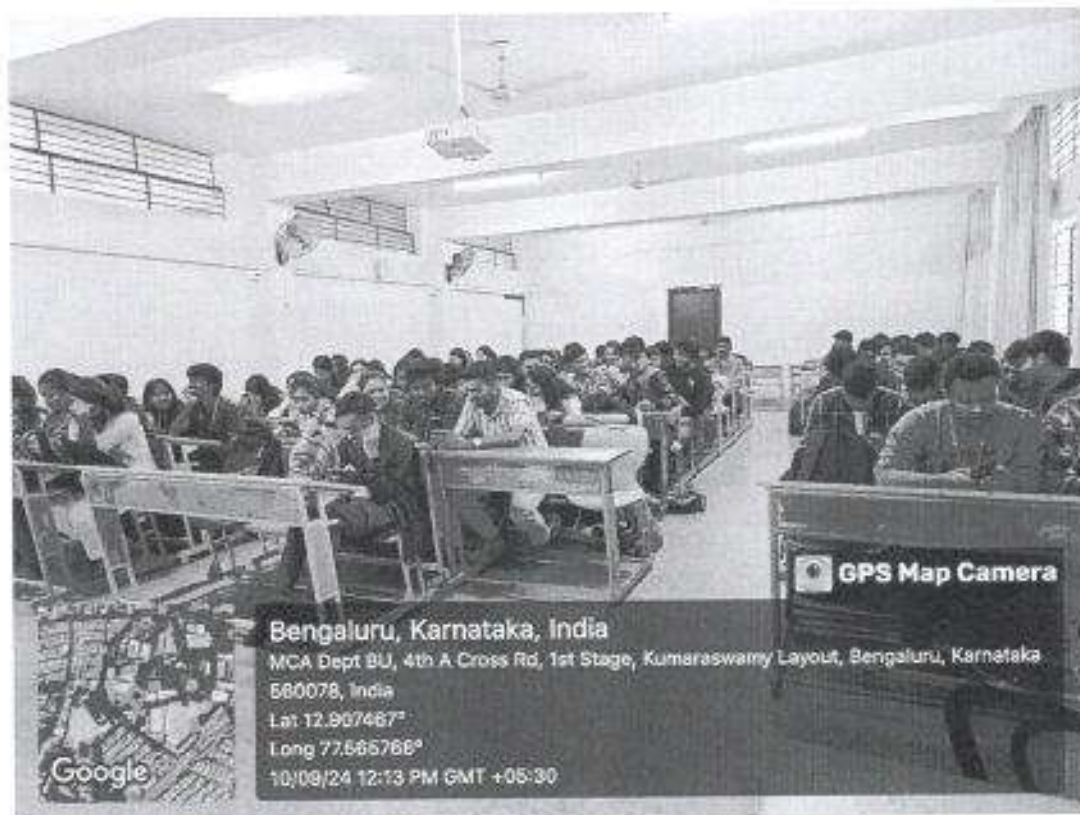 GPS Map Camera
Bengaluru, Karnataka, India
MCA Dept BU, 4th A Cross Rd, 1st Stage, Kumaraswamy Layout, Bengaluru, Karnataka
560078, India
Lat 12.907467°
Long 77.565766°
10/09/24 12:13 PM GMT +05:30
Google